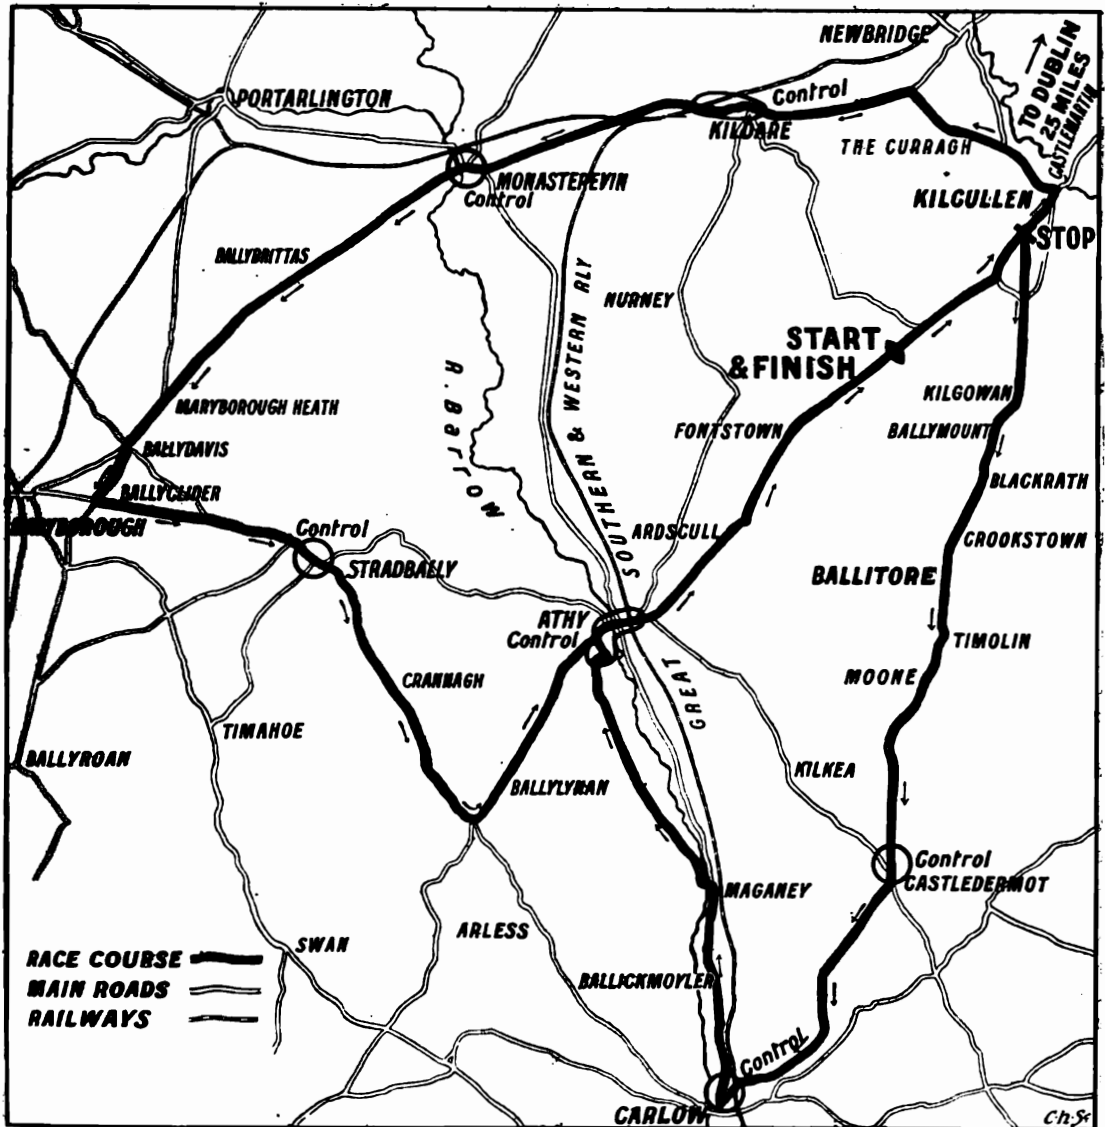 NEWBRIDGE
TO DUBLIN
25 MILES
CASTLEMARTIN
PORTARLINGTON
Control
KILDARE
THE CURRAGH
MONASTEREVIN
Control
KILCULLEN
STOP
BALLYBRITTAS
NURNEY
START
& FINISH
R. Barrow
GREAT SOUTHERN & WESTERN RLY
MARYBOROUGH HEATH
KILGOWAN
FONTSTOWN
BALLYMOUNT
BALLYDAVIS
BLACKRATH
BALLYCLIDER
MARYBOROUGH
Control
ARDSCULL
CROOKSTOWN
STRADBALLY
BALLITORE
ATHY
Control
TIMOLIN
CRANNAGH
MOONE
TIMAHOE
BALLYROAN
KILKEA
BALLYLYNAN
Control
CASTLEDERMOT
MAGANEY
ARLESS
SWAN
BALLICKMOYLER
RACE COURSE
MAIN ROADS
RAILWAYS
Control
CARLOW